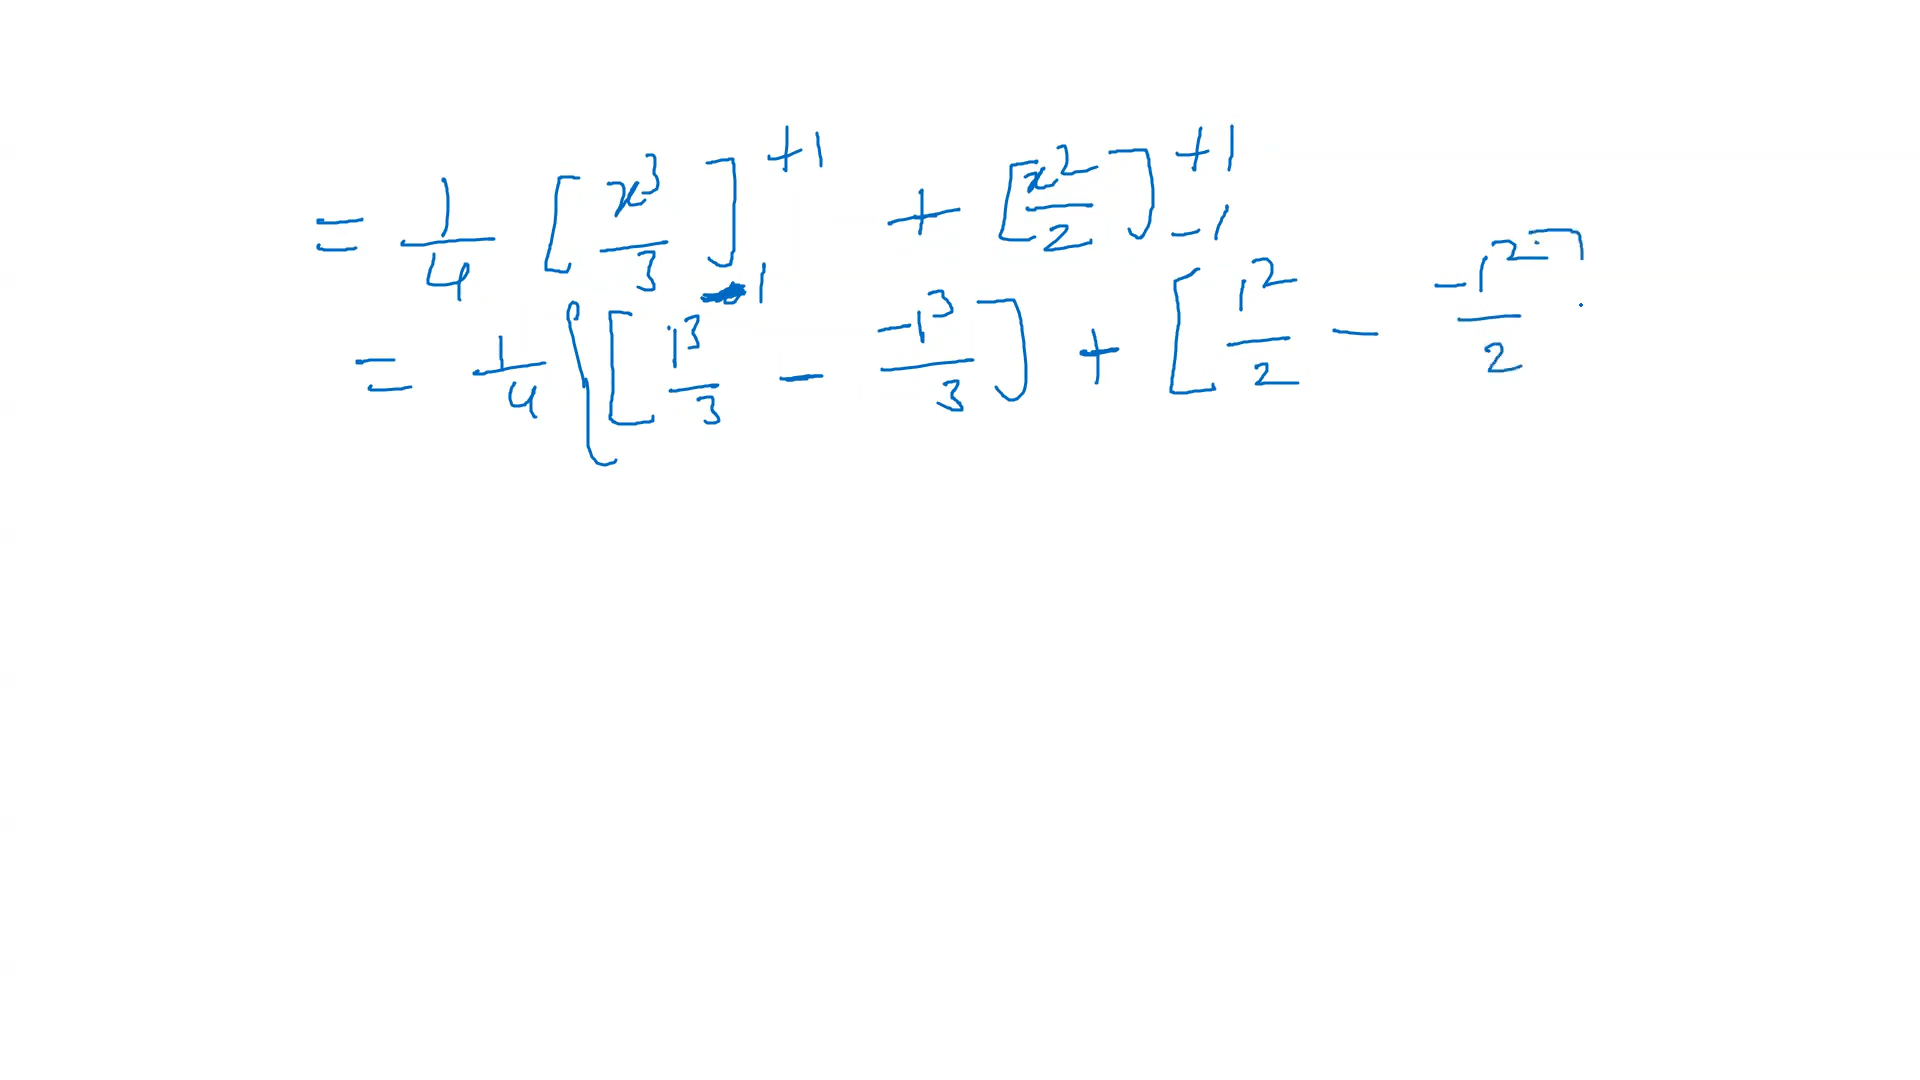 = 1/4 [x³/3]₋₁⁺¹ + [x²/2]₋₁⁺¹
= 1/4 { [1³/3 - -1³/3] + [1²/2 - -1²/2